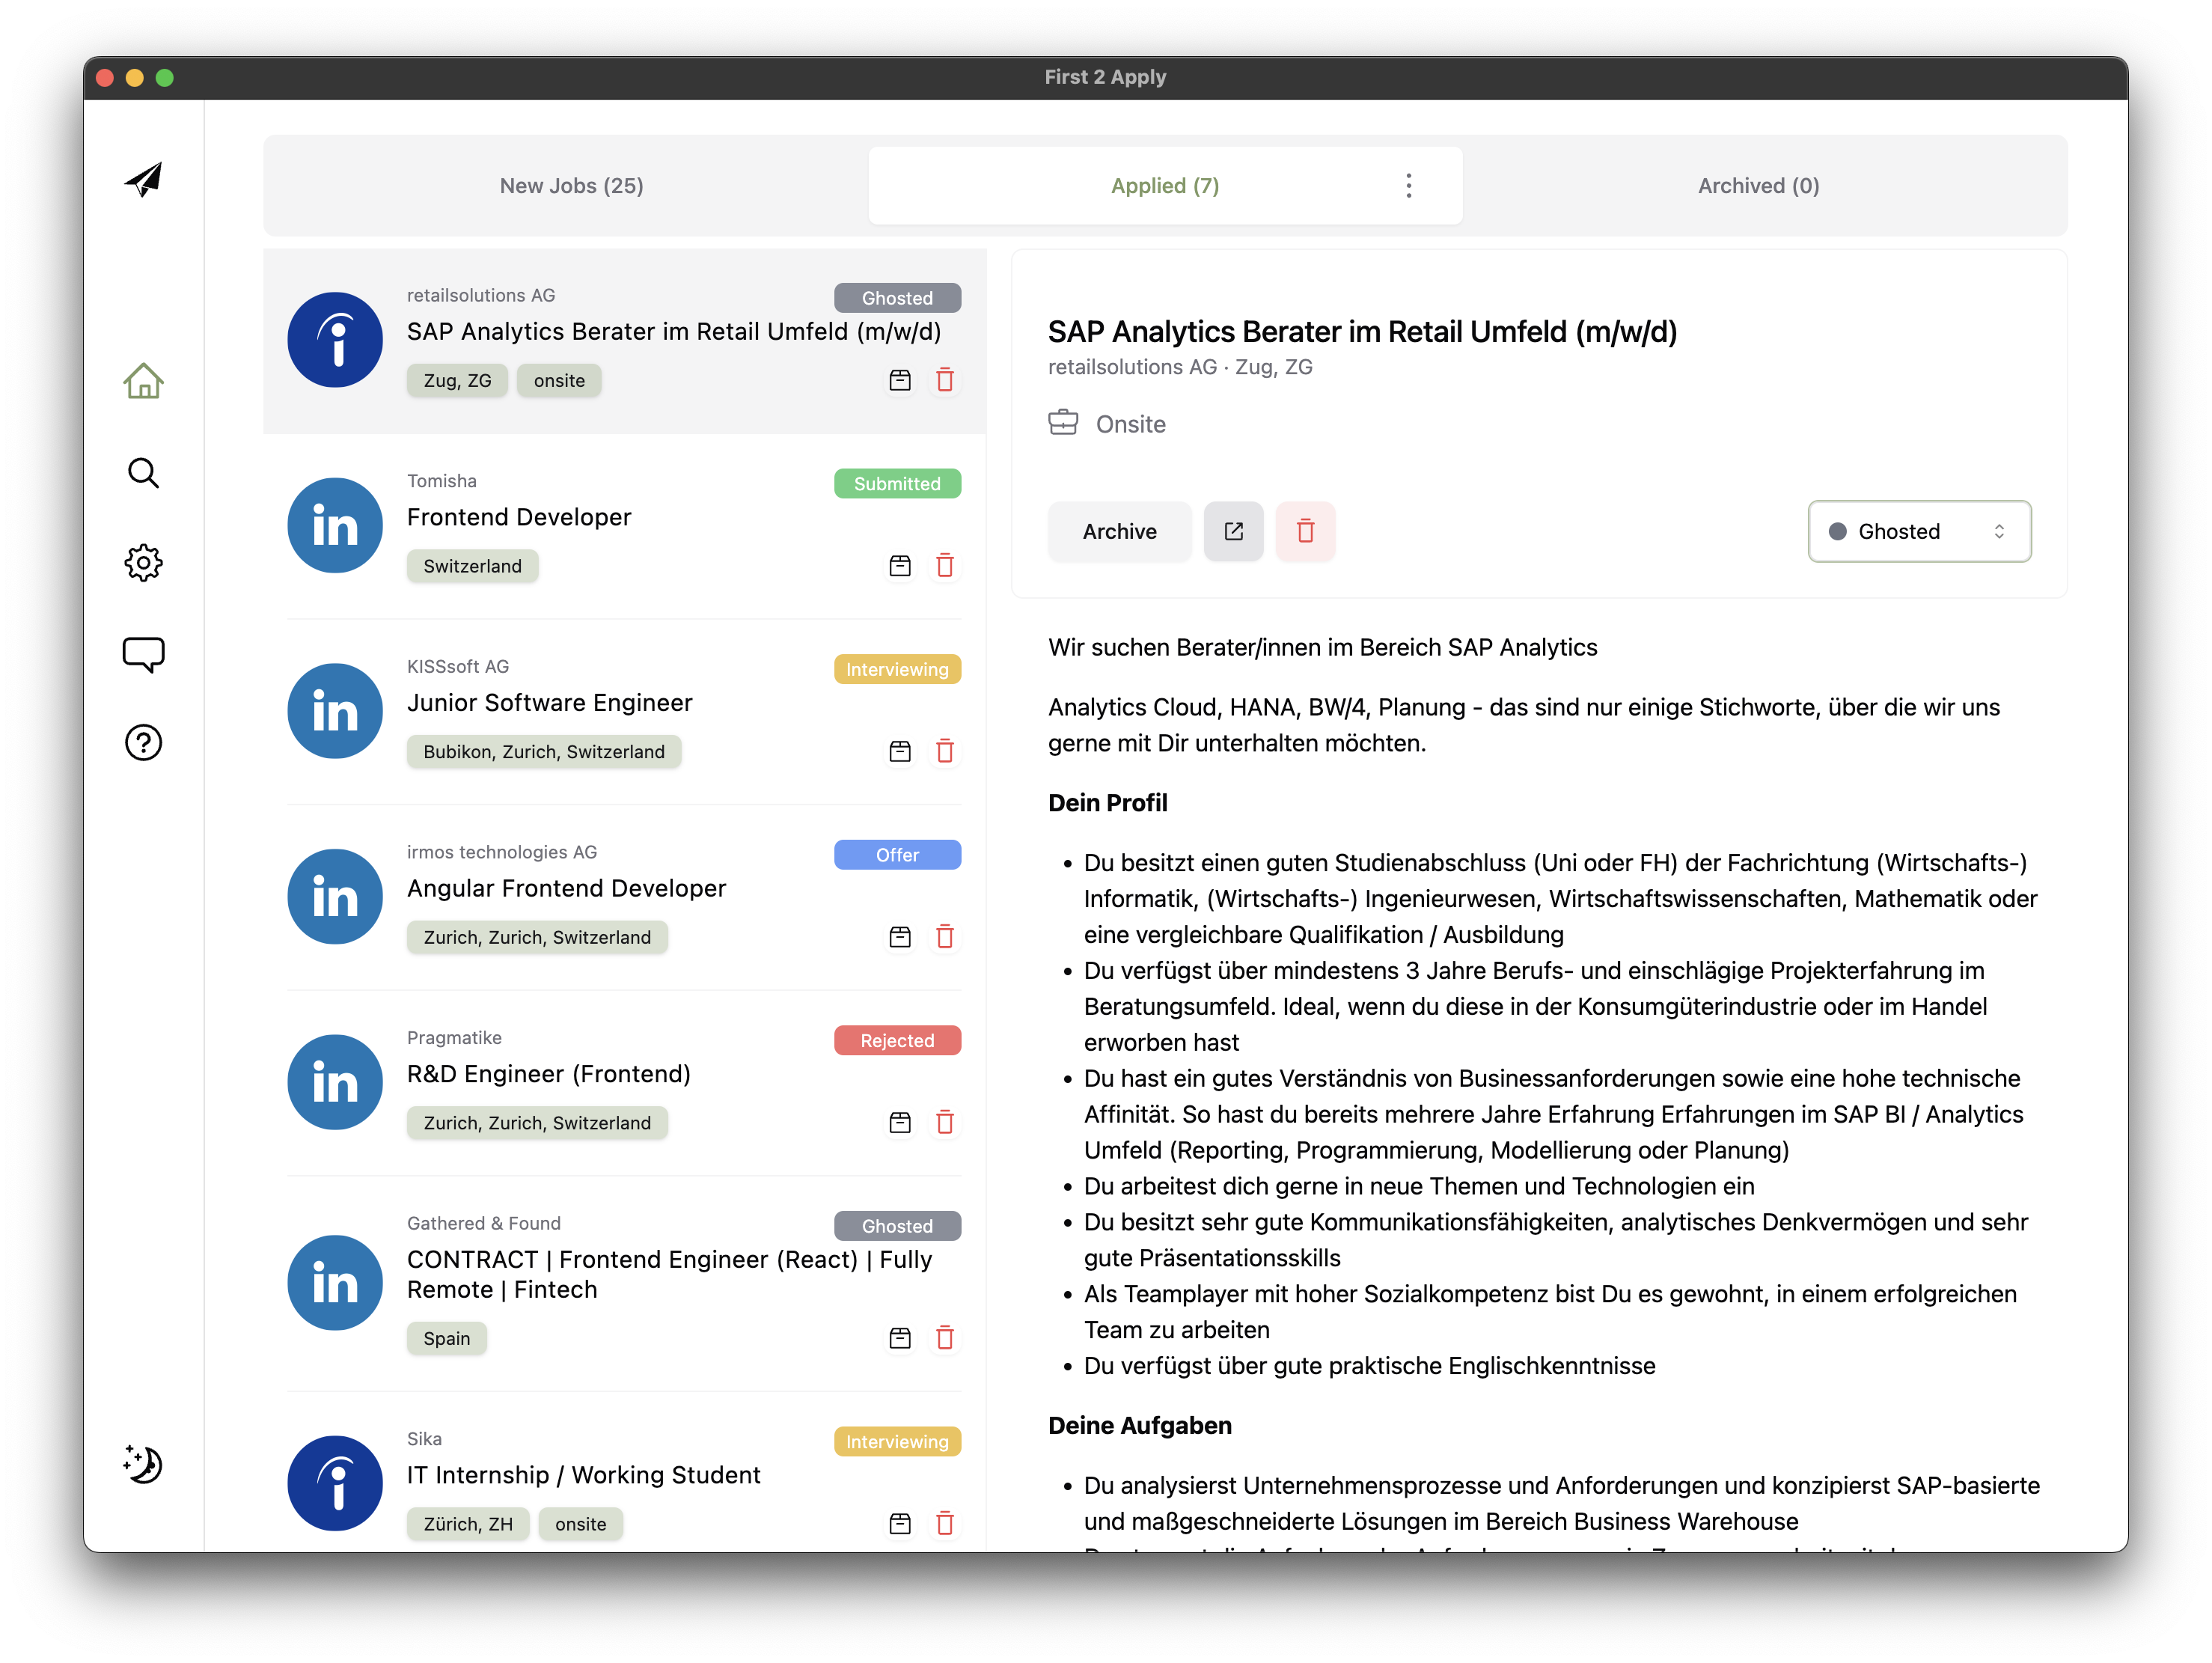 First 2 Apply
New Jobs (25)
Applied (7)
Archived (0)
retailsolutions AG
Ghosted
SAP Analytics Berater im Retail Umfeld (m/w/d)
Zug, ZG
onsite
Tomisha
Submitted
Frontend Developer
Switzerland
KISSsoft AG
Interviewing
Junior Software Engineer
Bubikon, Zurich, Switzerland
irmos technologies AG
Offer
Angular Frontend Developer
Zurich, Zurich, Switzerland
Pragmatike
Rejected
R&D Engineer (Frontend)
Zurich, Zurich, Switzerland
Gathered & Found
Ghosted
CONTRACT | Frontend Engineer (React) | Fully
Remote | Fintech
Spain
Sika
Interviewing
IT Internship / Working Student
Zürich, ZH
onsite
SAP Analytics Berater im Retail Umfeld (m/w/d)
retailsolutions AG · Zug, ZG
Onsite
Archive
Ghosted
Wir suchen Berater/innen im Bereich SAP Analytics
Analytics Cloud, HANA, BW/4, Planung - das sind nur einige Stichworte, über die wir uns
gerne mit Dir unterhalten möchten.
Dein Profil
• Du besitzt einen guten Studienabschluss (Uni oder FH) der Fachrichtung (Wirtschafts-)
Informatik, (Wirtschafts-) Ingenieurwesen, Wirtschaftswissenschaften, Mathematik oder
eine vergleichbare Qualifikation / Ausbildung
• Du verfügst über mindestens 3 Jahre Berufs- und einschlägige Projekterfahrung im
Beratungsumfeld. Ideal, wenn du diese in der Konsumgüterindustrie oder im Handel
erworben hast
• Du hast ein gutes Verständnis von Businessanforderungen sowie eine hohe technische
Affinität. So hast du bereits mehrere Jahre Erfahrung Erfahrungen im SAP BI / Analytics
Umfeld (Reporting, Programmierung, Modellierung oder Planung)
• Du arbeitest dich gerne in neue Themen und Technologien ein
• Du besitzt sehr gute Kommunikationsfähigkeiten, analytisches Denkvermögen und sehr
gute Präsentationsskills
• Als Teamplayer mit hoher Sozialkompetenz bist Du es gewohnt, in einem erfolgreichen
Team zu arbeiten
• Du verfügst über gute praktische Englischkenntnisse
Deine Aufgaben
• Du analysierst Unternehmensprozesse und Anforderungen und konzipierst SAP-basierte
und maßgeschneiderte Lösungen im Bereich Business Warehouse